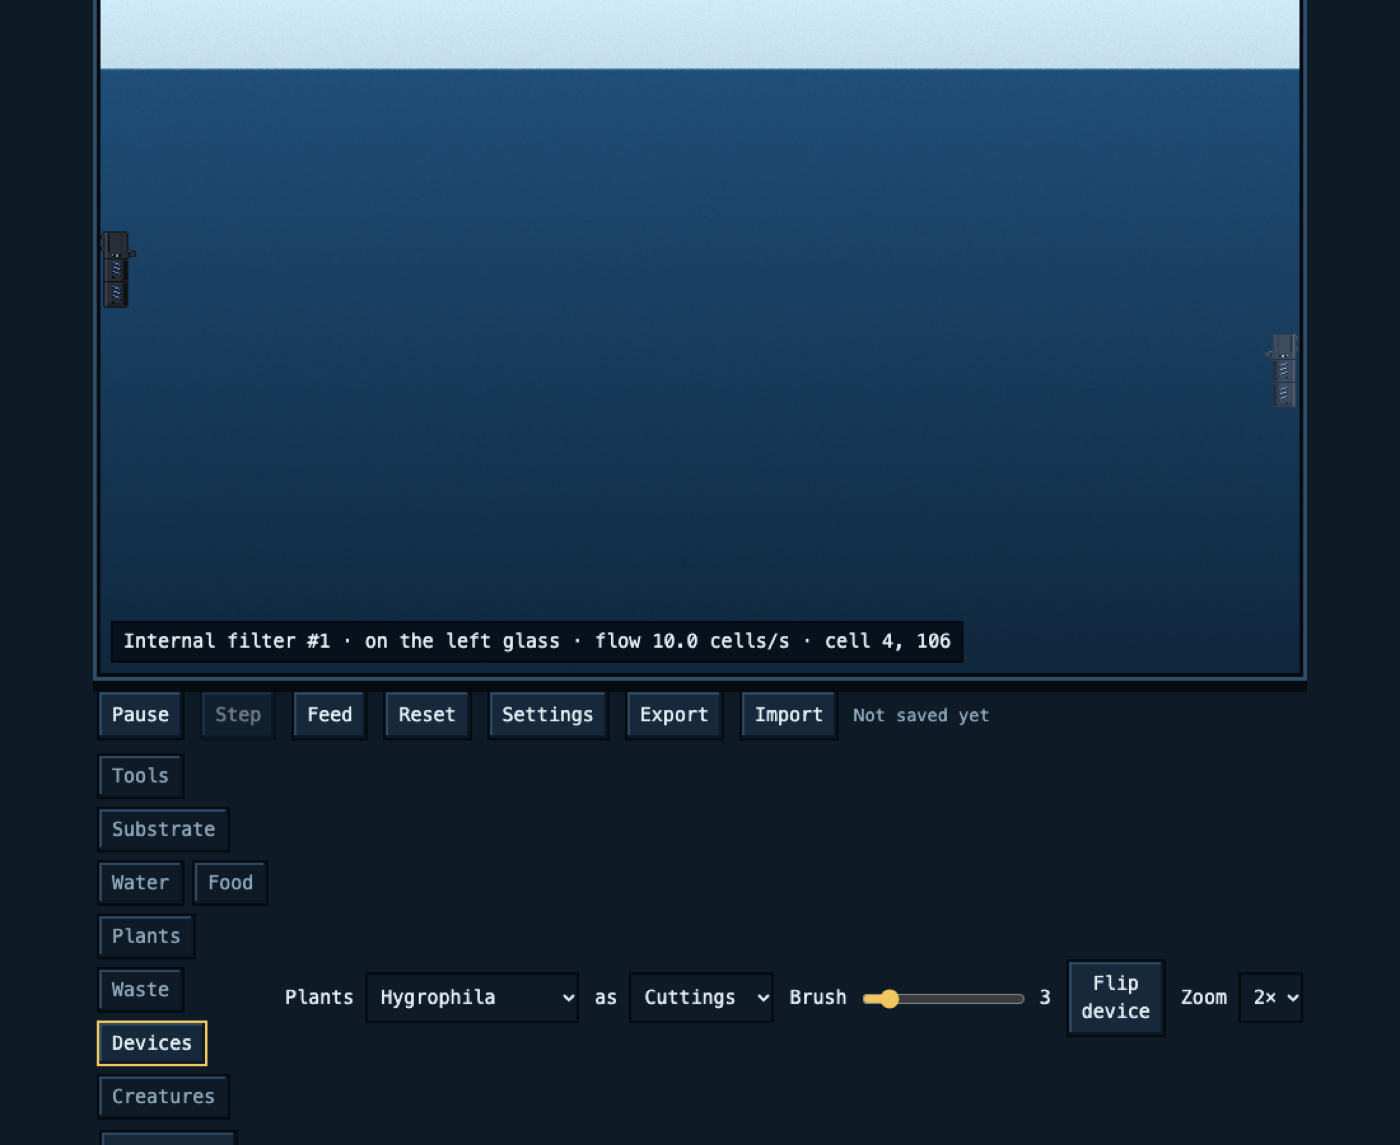 Internal filter #1 · on the left glass · flow 10.0 cells/s · cell 4, 106
Pause Step Feed Reset Settings Export Import Not saved yet
Tools
Substrate
Water Food
Plants
Waste
Devices
Creatures
Plants Hygrophila as Cuttings Brush 3 Flip device Zoom 2×